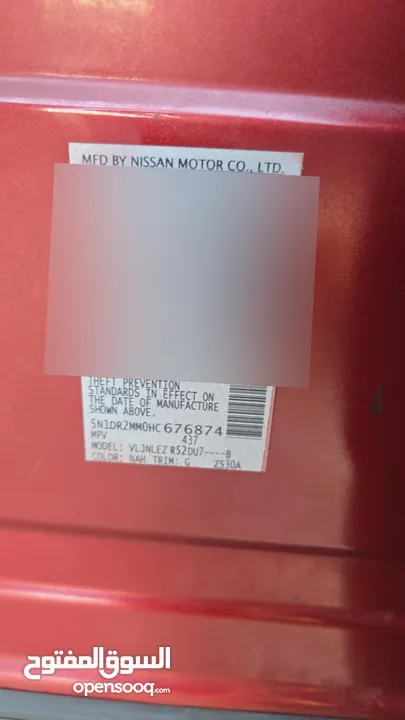 MFD BY NISSAN MOTOR CO., LTD.
THEFT PREVENTION
STANDARDS IN EFFECT ON
THE DATE OF MANUFACTURE
SHOWN ABOVE.
5N1DR2MM0HC676874
MPV 437
MODEL: VLJNLEZ R52DU7----B
COLOR: NAH TRIM: G Z530A
السوق المفتوح
opensooq.com